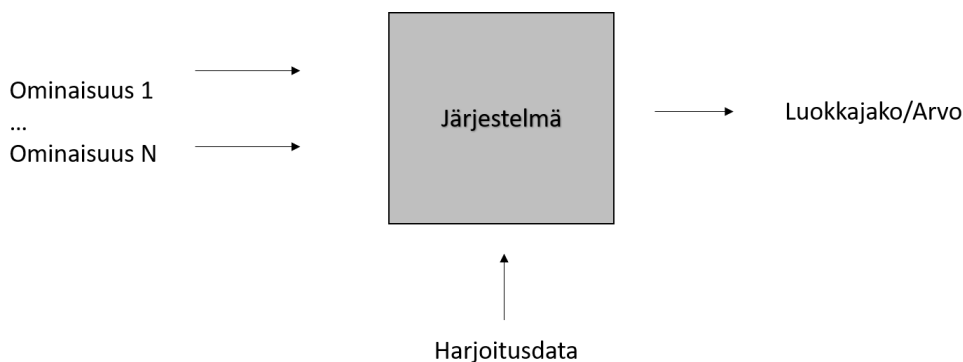 Ominaisuus 1
...
Ominaisuus N
Järjestelmä
Luokkajako/Arvo
Harjoitusdata